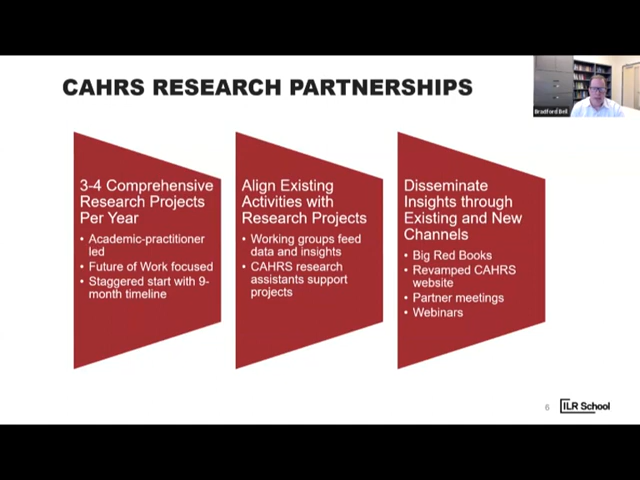 CAHRS RESEARCH PARTNERSHIPS
Bradford Bell
3-4 Comprehensive
Research Projects
Per Year
• Academic-practitioner
led
• Future of Work focused
• Staggered start with 9-
month timeline
Align Existing
Activities with
Research Projects
• Working groups feed
data and insights
• CAHRS research
assistants support
projects
Disseminate
Insights through
Existing and New
Channels
• Big Red Books
• Revamped CAHRS
website
• Partner meetings
• Webinars
6
ILR School